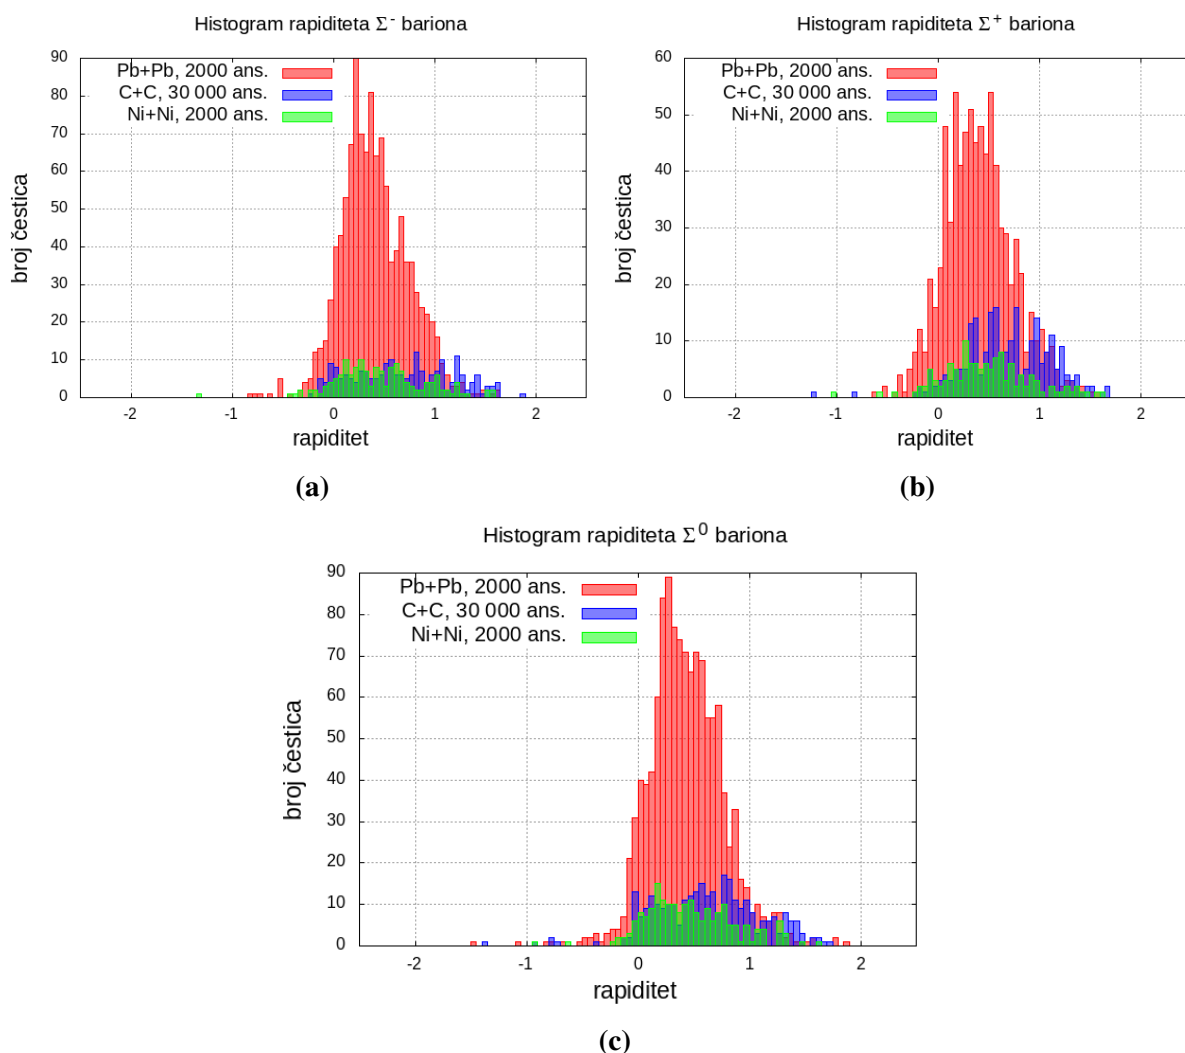 Histogram rapiditeta Σ⁻ bariona
90
80
70
60
50
40
30
20
10
0
broj čestica
Pb+Pb, 2000 ans.
C+C, 30 000 ans.
Ni+Ni, 2000 ans.
-2 -1 0 1 2
rapiditet
(a)
Histogram rapiditeta Σ⁺ bariona
60
50
40
30
20
10
0
broj čestica
Pb+Pb, 2000 ans.
C+C, 30 000 ans.
Ni+Ni, 2000 ans.
-2 -1 0 1 2
rapiditet
(b)
Histogram rapiditeta Σ⁰ bariona
90
80
70
60
50
40
30
20
10
0
broj čestica
Pb+Pb, 2000 ans.
C+C, 30 000 ans.
Ni+Ni, 2000 ans.
-2 -1 0 1 2
rapiditet
(c)